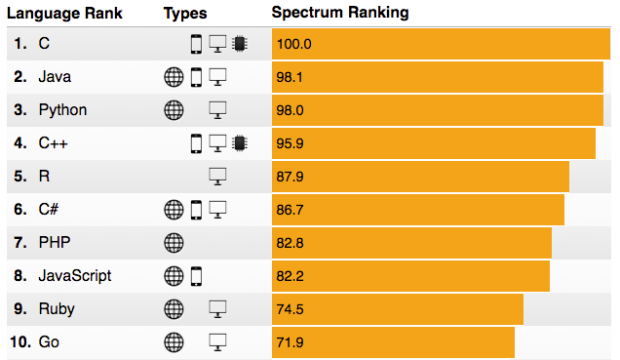 Language Rank Types Spectrum Ranking
1. C 100.0
2. Java 98.1
3. Python 98.0
4. C++ 95.9
5. R 87.9
6. C# 86.7
7. PHP 82.8
8. JavaScript 82.2
9. Ruby 74.5
10. Go 71.9